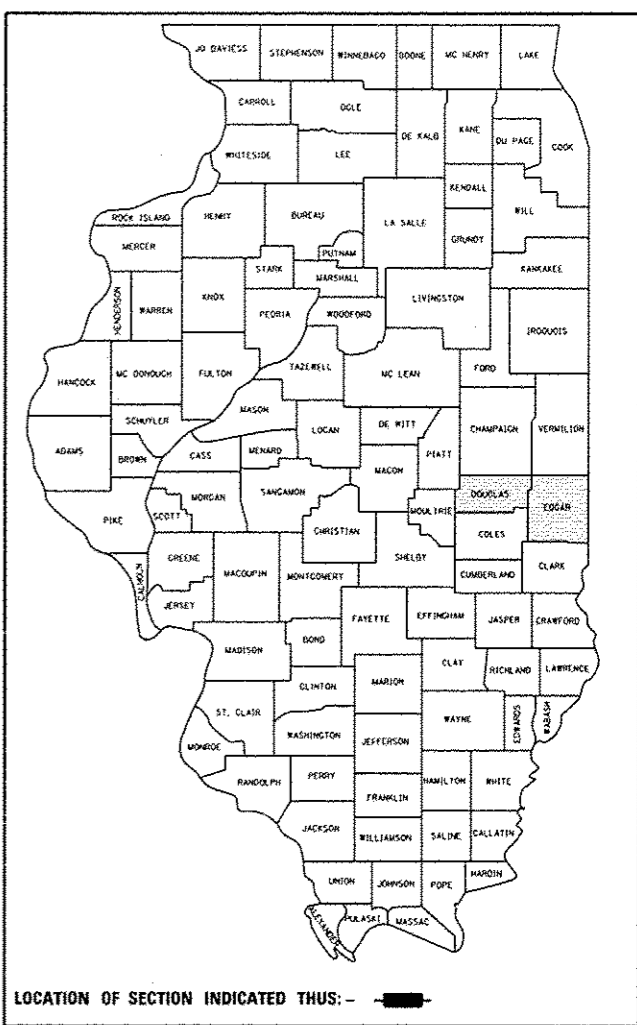 JO DAVIESS STEPHENSON WINNEBAGO BOONE MC HENRY LAKE
CARROLL OGLE DE KALB KANE DU PAGE COOK
WHITESIDE LEE KENDALL WILL
ROCK ISLAND HENRY BUREAU LA SALLE GRUNDY
MERCER PUTNAM KANKAKEE
STARK MARSHALL
HENDERSON WARREN KNOX PEORIA WOODFORD LIVINGSTON IROQUOIS
HANCOCK MC DONOUGH FULTON TAZEWELL MC LEAN FORD
MASON
SCHUYLER LOGAN DE WITT CHAMPAIGN VERMILION
ADAMS BROWN CASS MENARD MACON PIATT
PIKE SCOTT MORGAN SANGAMON MOULTRIE DOUGLAS EDGAR
CHRISTIAN COLES
GREENE SHELBY
CALHOUN MACOUPIN MONTGOMERY CUMBERLAND CLARK
JERSEY
FAYETTE EFFINGHAM JASPER CRAWFORD
MADISON BOND
CLAY RICHLAND LAWRENCE
CLINTON MARION
ST. CLAIR WAYNE EDWARDS WABASH
MONROE WASHINGTON JEFFERSON
RANDOLPH PERRY HAMILTON WHITE
FRANKLIN
JACKSON WILLIAMSON SALINE GALLATIN
UNION JOHNSON POPE HARDIN
ALEXANDER PULASKI MASSAC
LOCATION OF SECTION INDICATED THUS: -